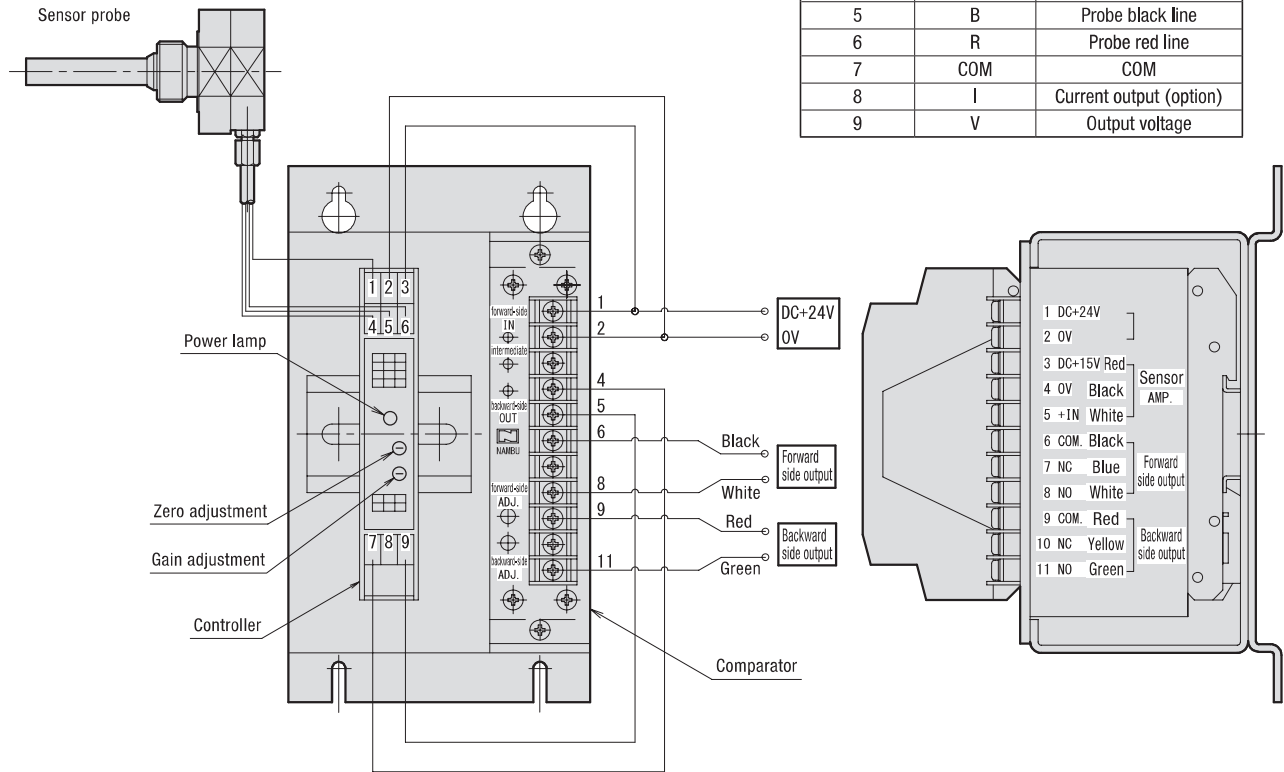 Sensor probe
5 B Probe black line
6 R Probe red line
7 COM COM
8 I Current output (option)
9 V Output voltage
1 2 3
4 5 6
Power lamp
Zero adjustment
Gain adjustment
7 8 9
Controller
forward-side
IN
intermediate
backward-side
OUT
NAMBU
forward-side
ADJ.
backward-side
ADJ.
1
2
4
5
6
8
9
11
DC+24V
0V
Black
White
Forward
side output
Red
Green
Backward
side output
Comparator
1 DC+24V
2 0V
3 DC+15V Red
4 0V Black
5 +IN White
Sensor
AMP.
6 COM. Black
7 NC Blue
8 NO White
Forward
side output
9 COM. Red
10 NC Yellow
11 NO Green
Backward
side output